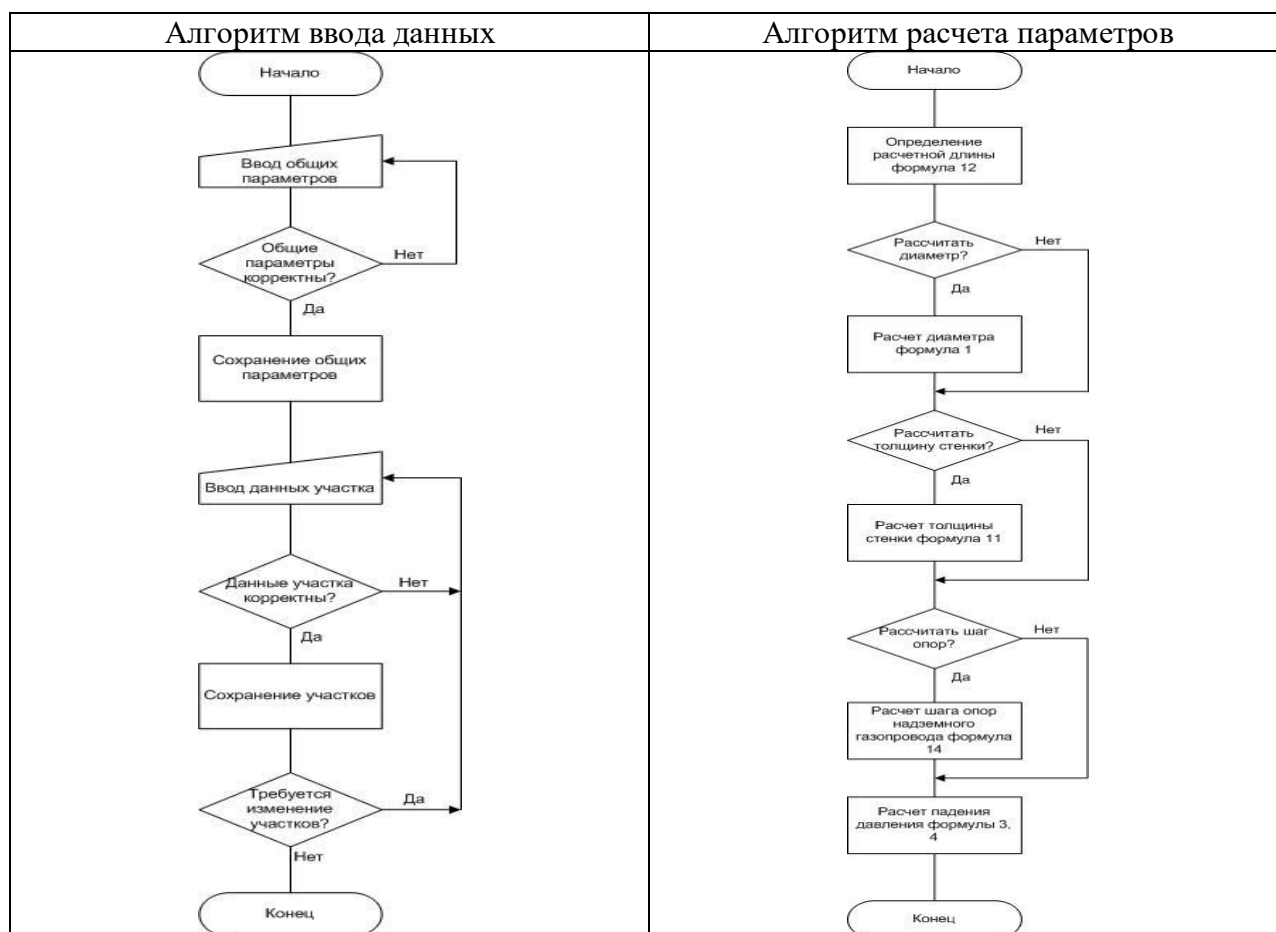 Алгоритм ввода данных
Начало
Ввод общих
параметров
Общие
параметры
корректны?
Нет
Да
Сохранение общих
параметров
Ввод данных участка
Данные участка
корректны?
Нет
Да
Сохранение участков
Требуется
изменение
участков?
Да
Нет
Конец
Алгоритм расчета параметров
Начало
Определение
расчетной длины
формула 12
Рассчитать
диаметр?
Нет
Да
Расчет диаметра
формула 1
Рассчитать
толщину стенки?
Нет
Да
Расчет толщины
стенки формула 11
Рассчитать шаг
опор?
Нет
Да
Расчет шага опор
надземного
газопровода формула
14
Расчет падения
давления формулы 3,
4
Конец